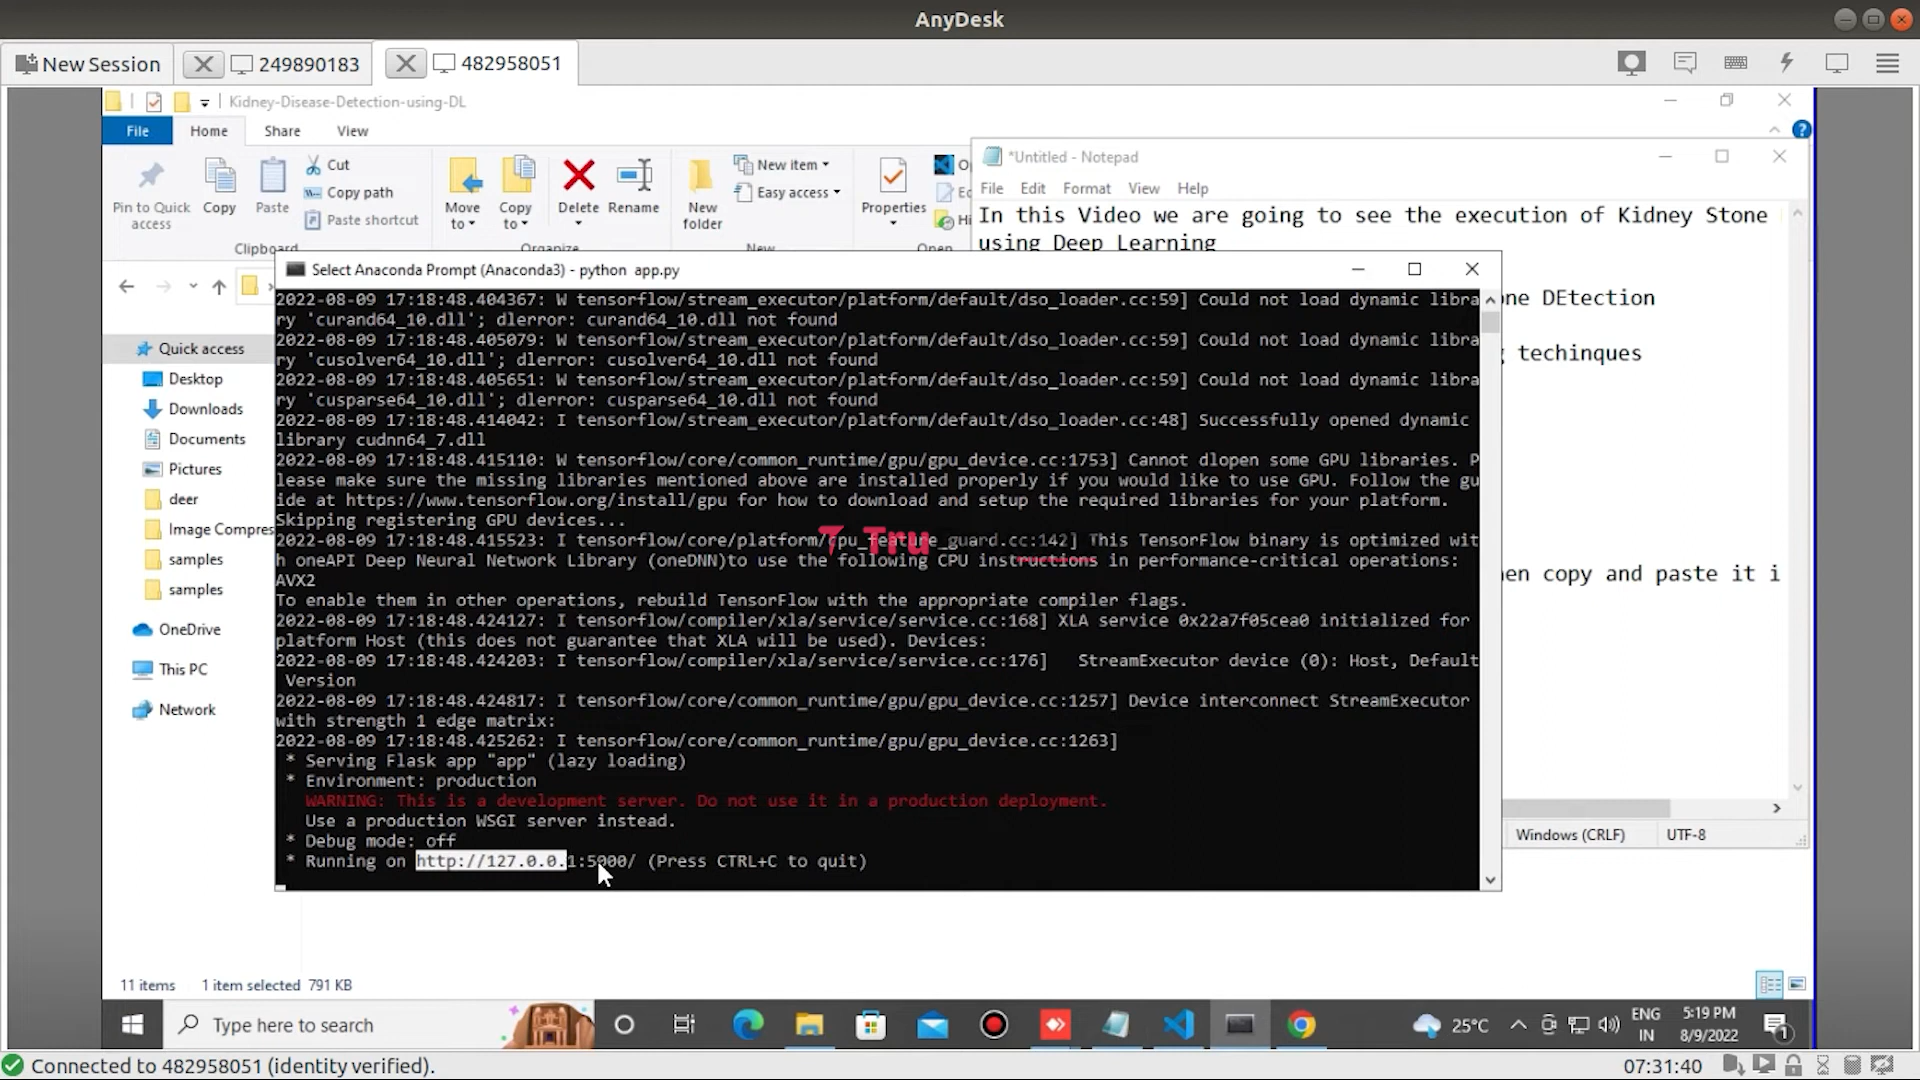 AnyDesk
New Session
249890183
482958051
Kidney-Disease-Detection-using-DL
File Home Share View
Pin to Quick access
Copy
Paste
Cut
Copy path
Paste shortcut
Clipboard
Move to
Copy to
Delete
Rename
Organize
New folder
New item
Easy access
New
Properties
Open
*Untitled - Notepad
File Edit Format View Help
In this Video we are going to see the execution of Kidney Stone
using Deep Learning
ne DEtection
techinques
en copy and paste it i
Windows (CRLF) UTF-8
Quick access
Desktop
Downloads
Documents
Pictures
deer
Image Compres
samples
samples
OneDrive
This PC
Network
Select Anaconda Prompt (Anaconda3) - python  app.py
2022-08-09 17:18:48.404367: W tensorflow/stream_executor/platform/default/dso_loader.cc:59] Could not load dynamic libra
ry 'curand64_10.dll'; dlerror: curand64_10.dll not found
2022-08-09 17:18:48.405079: W tensorflow/stream_executor/platform/default/dso_loader.cc:59] Could not load dynamic libra
ry 'cusolver64_10.dll'; dlerror: cusolver64_10.dll not found
2022-08-09 17:18:48.405651: W tensorflow/stream_executor/platform/default/dso_loader.cc:59] Could not load dynamic libra
ry 'cusparse64_10.dll'; dlerror: cusparse64_10.dll not found
2022-08-09 17:18:48.414042: I tensorflow/stream_executor/platform/default/dso_loader.cc:48] Successfully opened dynamic
library cudnn64_7.dll
2022-08-09 17:18:48.415110: W tensorflow/core/common_runtime/gpu/gpu_device.cc:1753] Cannot dlopen some GPU libraries. P
lease make sure the missing libraries mentioned above are installed properly if you would like to use GPU. Follow the gu
ide at https://www.tensorflow.org/install/gpu for how to download and setup the required libraries for your platform.
Skipping registering GPU devices...
2022-08-09 17:18:48.415523: I tensorflow/core/platform/cpu_feature_guard.cc:142] This TensorFlow binary is optimized wit
h oneAPI Deep Neural Network Library (oneDNN)to use the following CPU instructions in performance-critical operations:
AVX2
To enable them in other operations, rebuild TensorFlow with the appropriate compiler flags.
2022-08-09 17:18:48.424127: I tensorflow/compiler/xla/service/service.cc:168] XLA service 0x22a7f05cea0 initialized for
platform Host (this does not guarantee that XLA will be used). Devices:
2022-08-09 17:18:48.424203: I tensorflow/compiler/xla/service/service.cc:176]   StreamExecutor device (0): Host, Default
Version
2022-08-09 17:18:48.424817: I tensorflow/core/common_runtime/gpu/gpu_device.cc:1257] Device interconnect StreamExecutor
with strength 1 edge matrix:
2022-08-09 17:18:48.425262: I tensorflow/core/common_runtime/gpu/gpu_device.cc:1263]
* Serving Flask app "app" (lazy loading)
* Environment: production
WARNING: This is a development server. Do not use it in a production deployment.
Use a production WSGI server instead.
* Debug mode: off
* Running on http://127.0.0.1:5000/ (Press CTRL+C to quit)
Tru
11 items 1 item selected 791 KB
Type here to search
25°C
ENG
IN
5:19 PM
8/9/2022
1
Connected to 482958051 (identity verified).
07:31:40